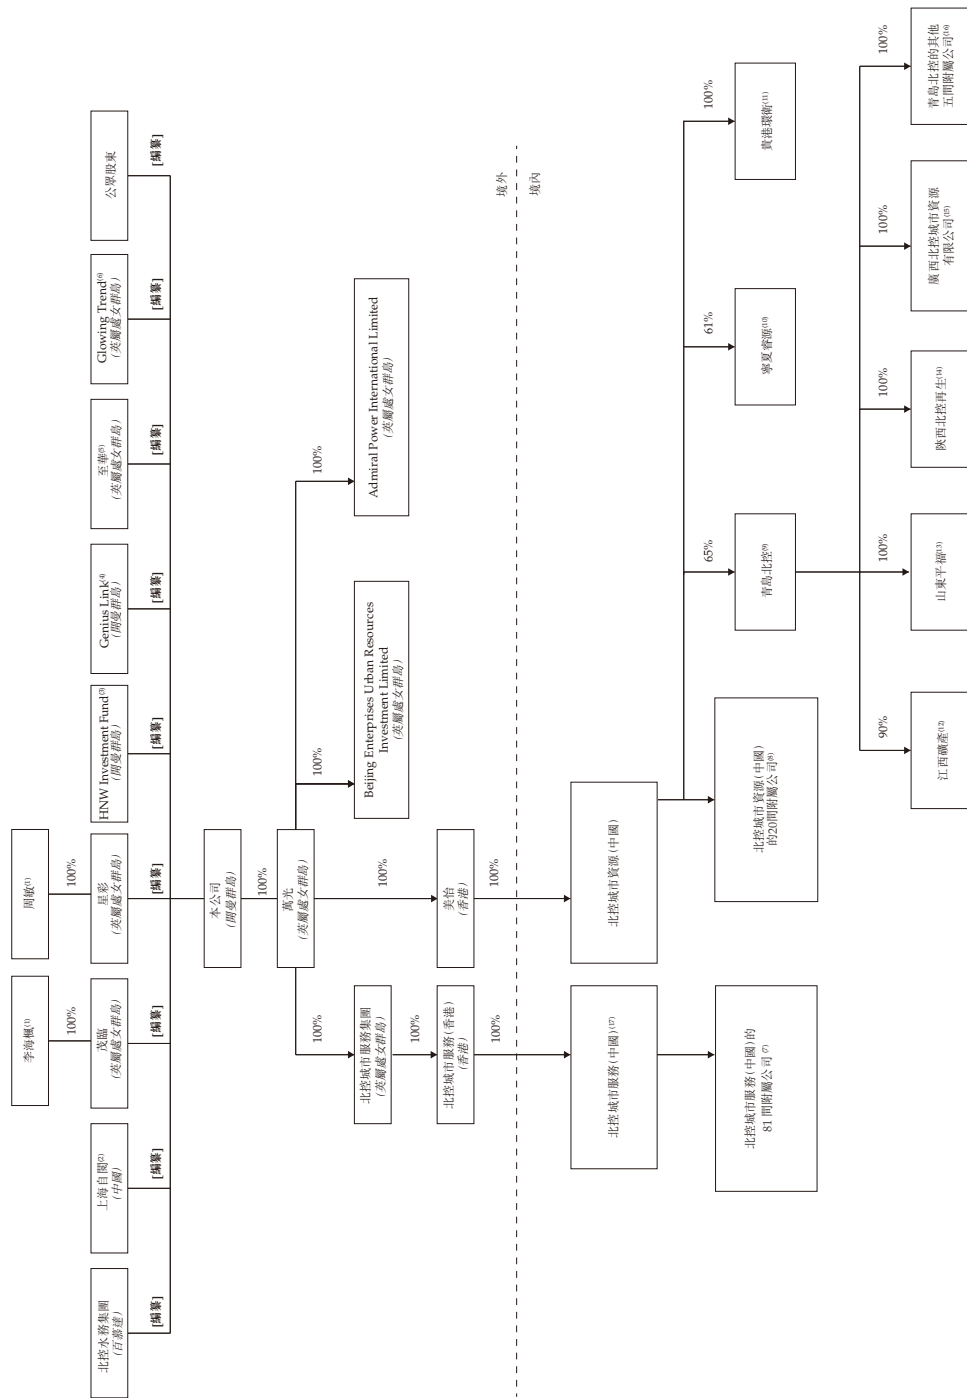 李海楓(1)
周敏(1)
100%
100%
北控水務集團
(百慕達)
上海自閱(2)
(中國)
茂臨
(英屬處女群島)
星彩
(英屬處女群島)
HNW Investment Fund(3)
(開曼群島)
Genius Link(4)
(開曼群島)
至華(5)
(英屬處女群島)
Glowing Trend(6)
(英屬處女群島)
公眾股東
[編纂]
[編纂]
[編纂]
[編纂]
[編纂]
[編纂]
[編纂]
[編纂]
[編纂]
本公司
(開曼群島)
100%
萬光
(英屬處女群島)
100%
100%
100%
100%
北控城市服務集團
(英屬處女群島)
Beijing Enterprises Urban Resources
Investment Limited
(英屬處女群島)
Admiral Power International Limited
(英屬處女群島)
100%
北控城市服務(香港)
(香港)
美怡
(香港)
100%
100%
境外
境內
北控城市服務(中國)(17)
北控城市資源(中國)
北控城市服務(中國)的
81 間附屬公司(7)
北控城市資源(中國)
的20間附屬公司(8)
65%
61%
100%
青島北控(9)
寧夏睿源(10)
貴港環衛(11)
90%
100%
100%
100%
100%
江西礦產(12)
山東平福(13)
陝西北控再生(14)
廣西北控城市資源
有限公司(15)
青島北控的其他
五間附屬公司(16)